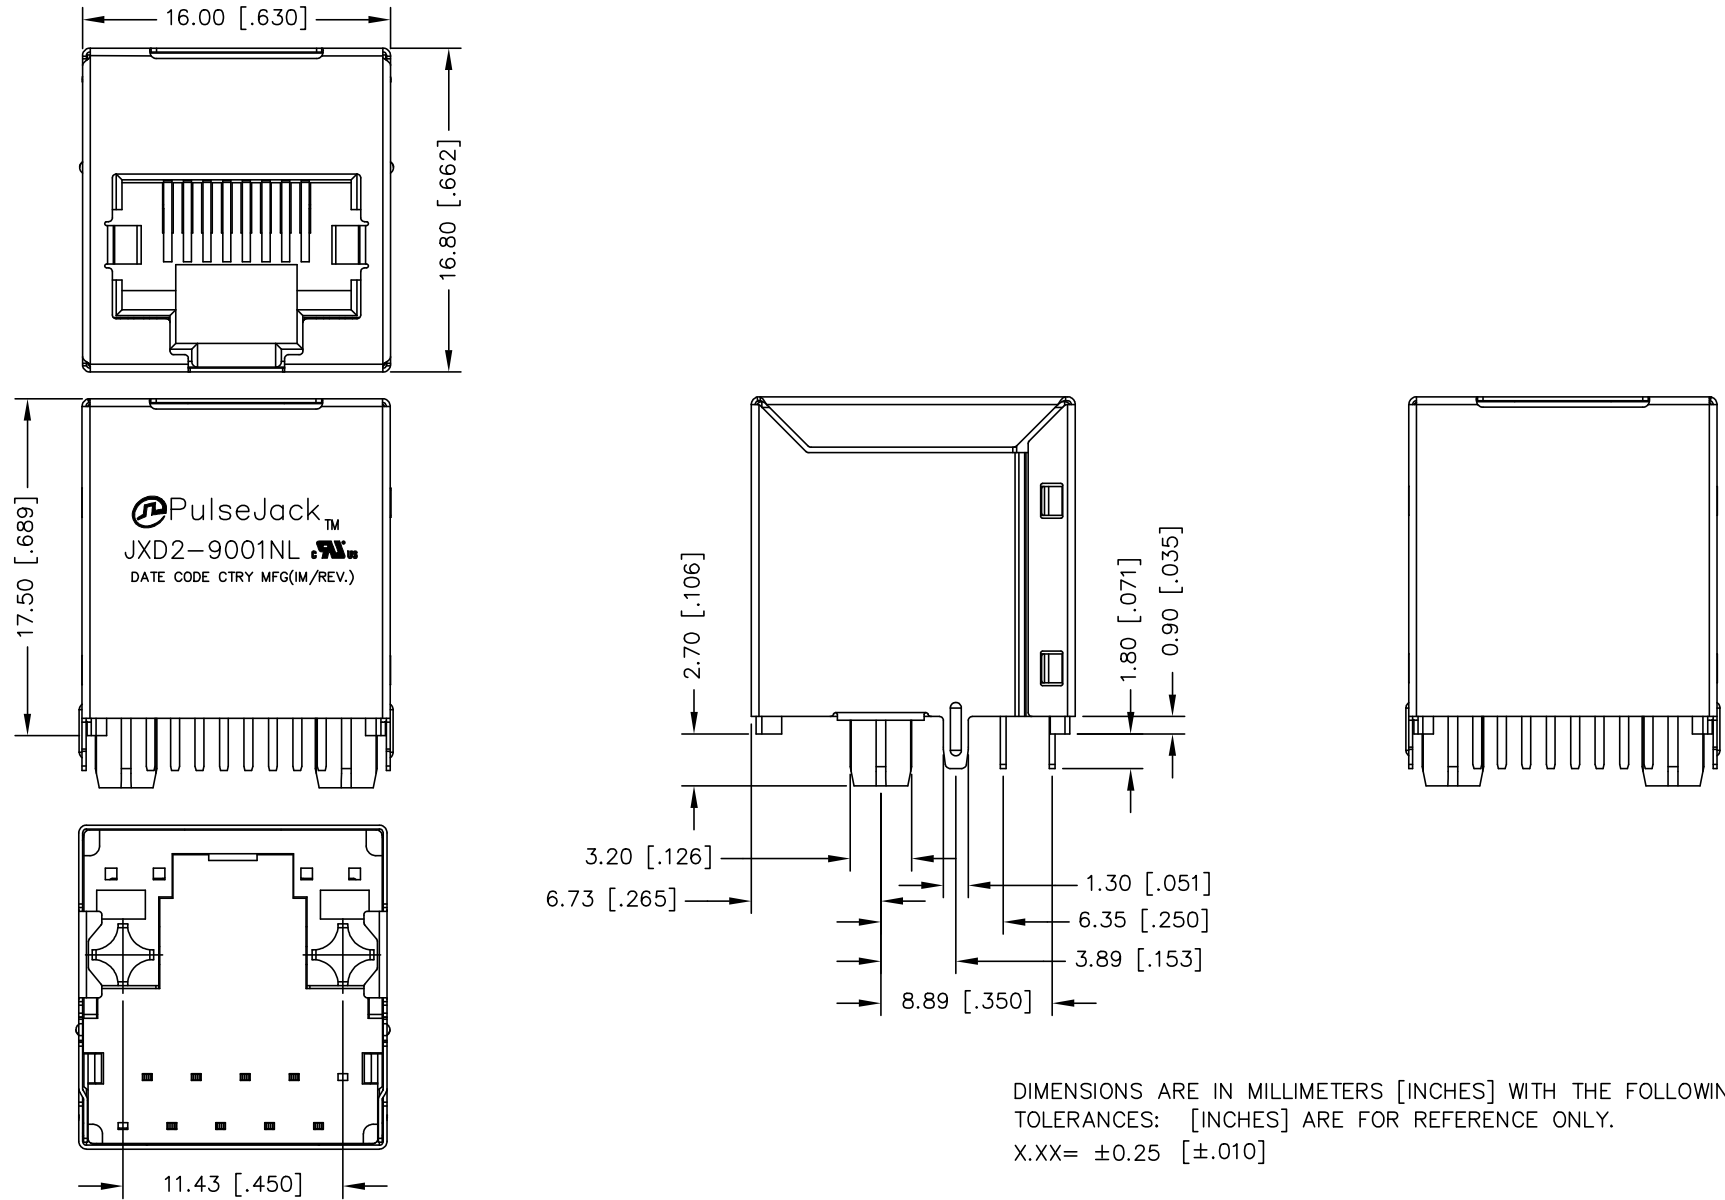 16.00 [.630]
16.80 [.662]
17.50 [.689]
PulseJack TM
JXD2-9001NL c UR us
DATE CODE CTRY MFG(IM/REV.)
2.70 [.106]
1.80 [.071]
0.90 [.035]
3.20 [.126]
6.73 [.265]
1.30 [.051]
6.35 [.250]
3.89 [.153]
8.89 [.350]
11.43 [.450]
DIMENSIONS ARE IN MILLIMETERS [INCHES] WITH THE FOLLOWIN
TOLERANCES: [INCHES] ARE FOR REFERENCE ONLY.
X.XX= ±0.25 [±.010]